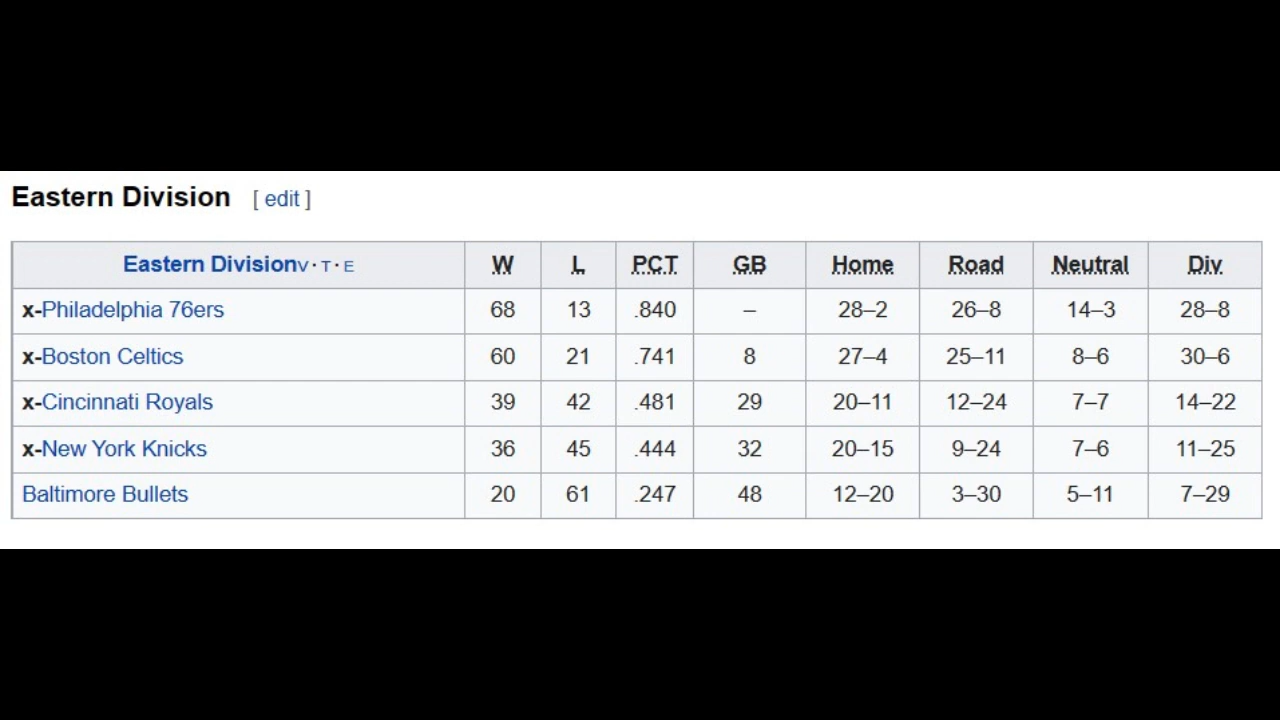 Eastern Division [ edit ]
Eastern Division V · T · E W L PCT GB Home Road Neutral Div
x-Philadelphia 76ers 68 13 .840 – 28–2 26–8 14–3 28–8
x-Boston Celtics 60 21 .741 8 27–4 25–11 8–6 30–6
x-Cincinnati Royals 39 42 .481 29 20–11 12–24 7–7 14–22
x-New York Knicks 36 45 .444 32 20–15 9–24 7–6 11–25
Baltimore Bullets 20 61 .247 48 12–20 3–30 5–11 7–29